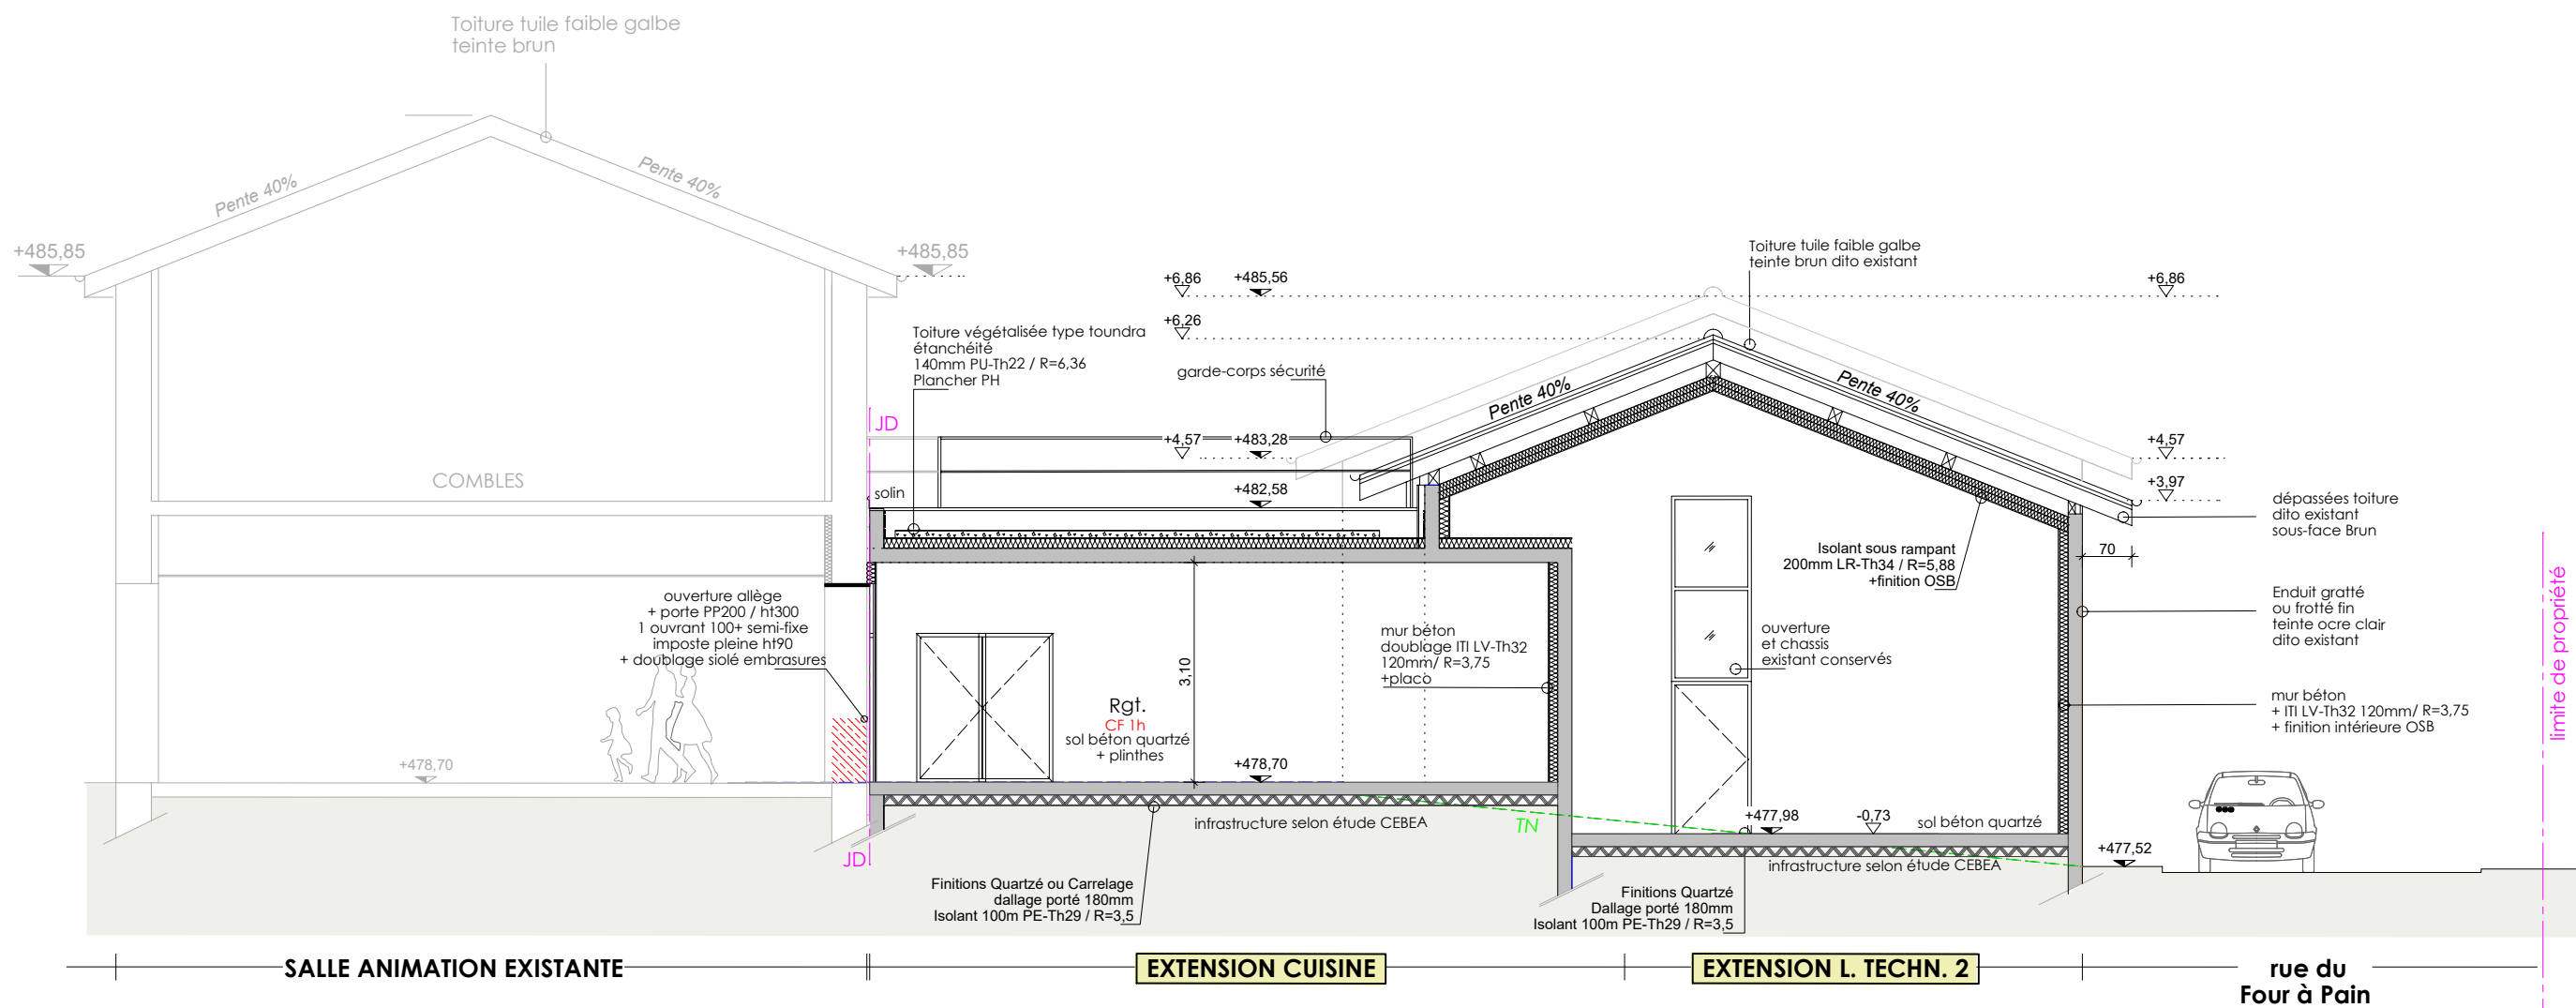 Toiture tuile faible galbe
teinte brun
Pente 40%
Pente 40%
+485,85
+485,85
COMBLES
+478,70
ouverture allège
+ porte PP200 / ht300
1 ouvrant 100+ semi-fixe
imposte pleine ht90
+ doublage siolé embrasures
JD
JD
solin
Toiture végétalisée type toundra
étanchéité
140mm PU-Th22 / R=6,36
Plancher PH
garde-corps sécurité
+6,86
+485,56
+6,26
+4,57
+483,28
+482,58
Toiture tuile faible galbe
teinte brun dito existant
+6,86
Pente 40%
Pente 40%
+4,57
+3,97
dépassées toiture
dito existant
sous-face Brun
70
Isolant sous rampant
200mm LR-Th34 / R=5,88
+finition OSB
Enduit gratté
ou frotté fin
teinte ocre clair
dito existant
ouverture
et chassis
existant conservés
mur béton
doublage ITI LV-Th32
120mm/ R=3,75
+placo
3,10
Rgt.
CF 1h
sol béton quartzé
+ plinthes
+478,70
mur béton
+ ITI LV-Th32 120mm/ R=3,75
+ finition intérieure OSB
limite de propriété
infrastructure selon étude CEBEA
TN
+477,98
-0,73
sol béton quartzé
+477,52
infrastructure selon étude CEBEA
Finitions Quartzé ou Carrelage
dallage porté 180mm
Isolant 100m PE-Th29 / R=3,5
Finitions Quartzé
Dallage porté 180mm
Isolant 100m PE-Th29 / R=3,5
SALLE ANIMATION EXISTANTE
EXTENSION CUISINE
EXTENSION L. TECHN. 2
rue du
Four à Pain